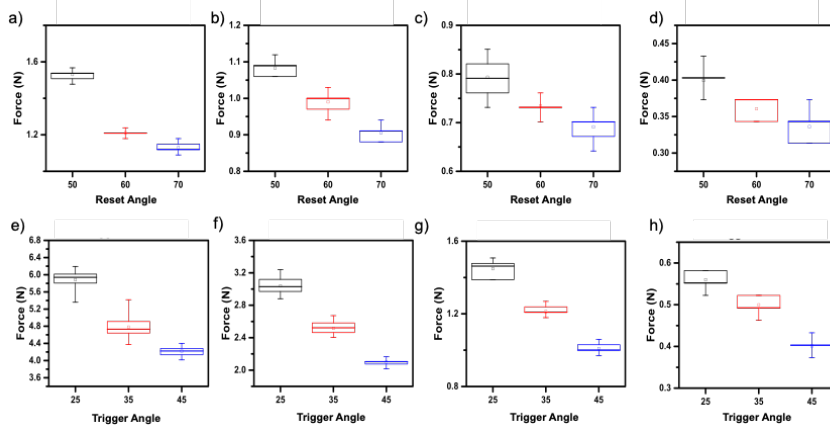 a)
Force (N)
1.6
1.2
50 60 70
Reset Angle
b)
Force (N)
1.2
1.1
1.0
0.9
0.8
50 60 70
Reset Angle
c)
Force (N)
0.9
0.8
0.7
0.6
50 60 70
Reset Angle
d)
Force (N)
0.45
0.40
0.35
0.30
50 60 70
Reset Angle
e)
Force (N)
6.8
6.4
6.0
5.6
5.2
4.8
4.4
4.0
3.6
25 35 45
Trigger Angle
f)
Force (N)
3.6
3.2
2.8
2.4
2.0
25 35 45
Trigger Angle
g)
Force (N)
1.6
1.4
1.2
1.0
0.8
25 35 45
Trigger Angle
h)
Force (N)
0.6
0.5
0.4
0.3
25 35 45
Trigger Angle